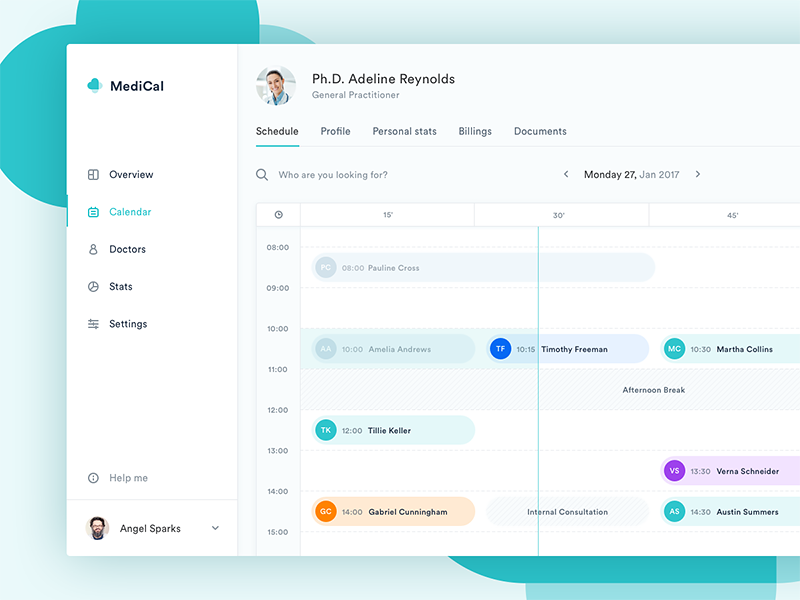 MediCal
Overview
Calendar
Doctors
Stats
Settings
Help me
Angel Sparks
Ph.D. Adeline Reynolds
General Practitioner
Schedule Profile Personal stats Billings Documents
Who are you looking for? Monday 27, Jan 2017
15' 30' 45'
08:00
PC 08:00 Pauline Cross
09:00
10:00
AA 10:00 Amelia Andrews TF 10:15 Timothy Freeman MC 10:30 Martha Collins
11:00
Afternoon Break
12:00
TK 12:00 Tillie Keller
13:00
VS 13:30 Verna Schneider
14:00
GC 14:00 Gabriel Cunningham Internal Consultation AS 14:30 Austin Summers
15:00